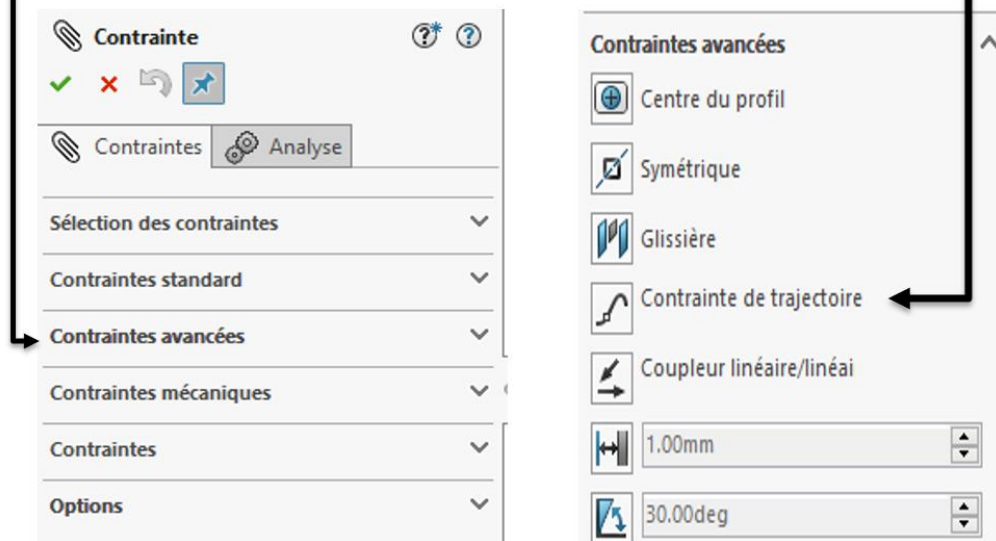 Contrainte
Contraintes
Analyse
Sélection des contraintes
Contraintes standard
Contraintes avancées
Contraintes mécaniques
Contraintes
Options
Contraintes avancées
Centre du profil
Symétrique
Glissière
Contrainte de trajectoire
Coupleur linéaire/linéai
1.00mm
30.00deg